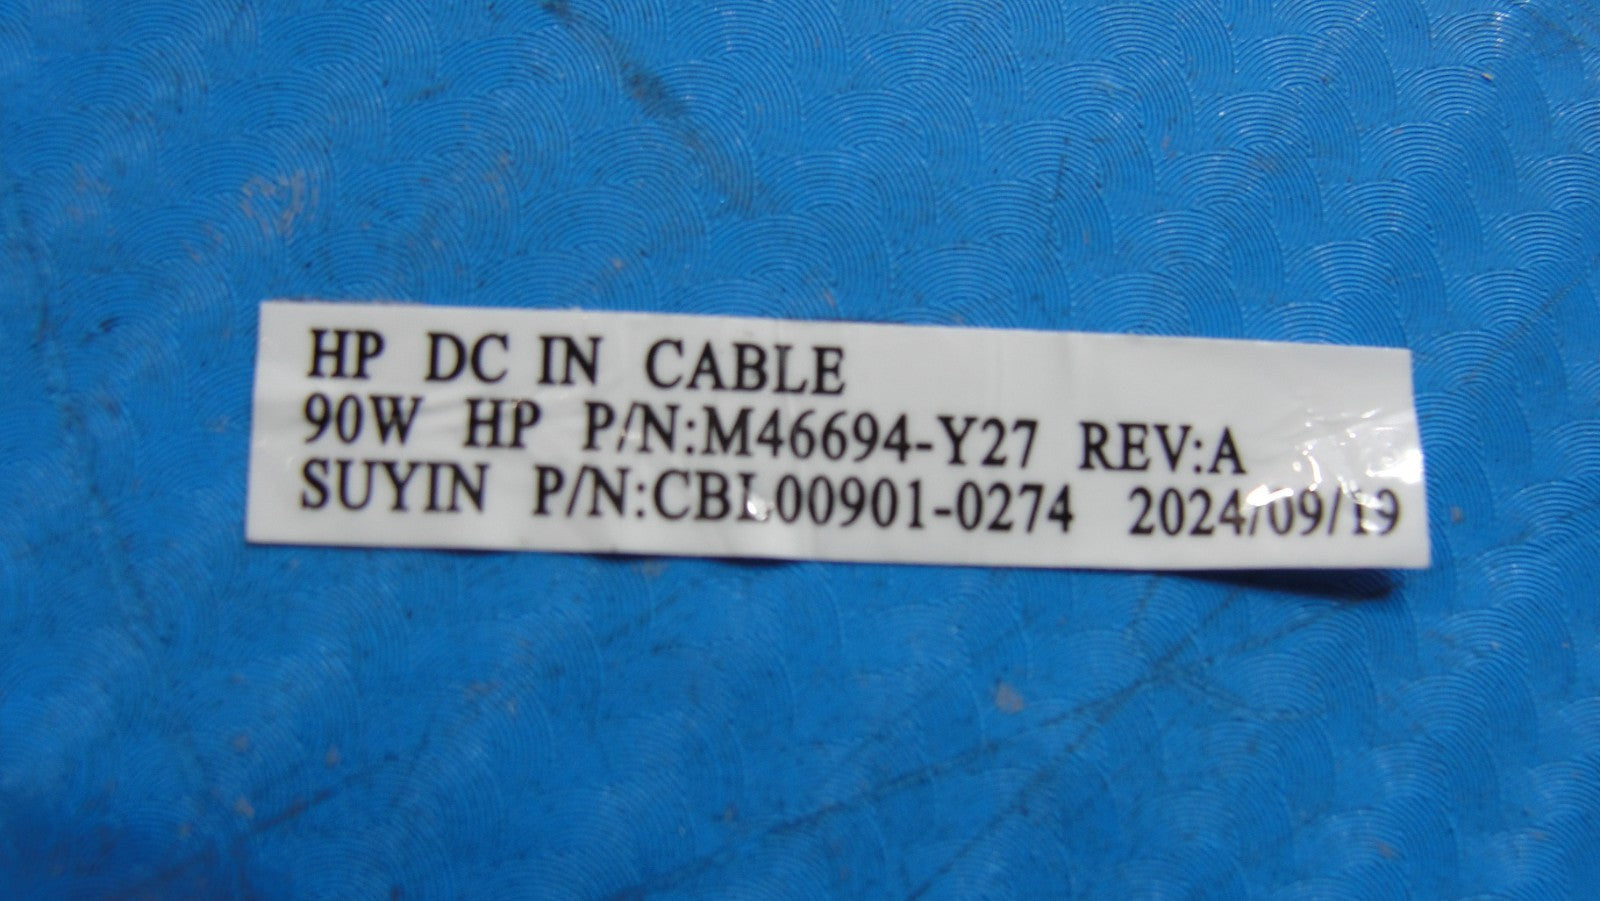 HP DC IN CABLE
90W HP P/N:M46694-Y27 REV:A
SUYIN P/N:CBL00901-0274 2024/09/19